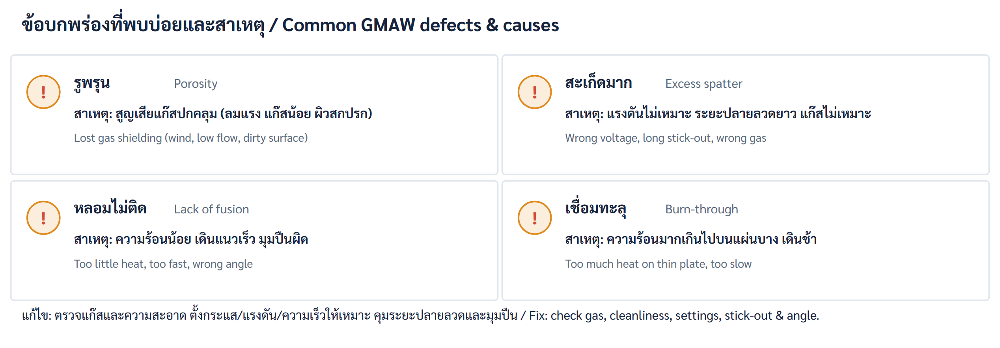 ข้อบกพร่องที่พบบ่อยและสาเหตุ / Common GMAW defects & causes
! รูพรุน Porosity
สาเหตุ: สูญเสียแก๊สปกคลุม (ลมแรง แก๊สน้อย ผิวสกปรก)
Lost gas shielding (wind, low flow, dirty surface)
! สะเก็ดมาก Excess spatter
สาเหตุ: แรงดันไม่เหมาะ ระยะปลายลวดยาว แก๊สไม่เหมาะ
Wrong voltage, long stick-out, wrong gas
! หลอมไม่ติด Lack of fusion
สาเหตุ: ความร้อนน้อย เดินแนวเร็ว มุมปืนผิด
Too little heat, too fast, wrong angle
! เชื่อมทะลุ Burn-through
สาเหตุ: ความร้อนมากเกินไปบนแผ่นบาง เดินช้า
Too much heat on thin plate, too slow
แก้ไข: ตรวจแก๊สและความสะอาด ตั้งกระแส/แรงดัน/ความเร็วให้เหมาะ คุมระยะปลายลวดและมุมปืน / Fix: check gas, cleanliness, settings, stick-out & angle.